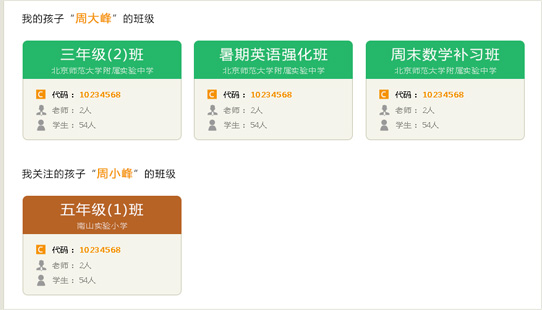 我的孩子“周大峰”的班级
三年级(2)班
北京师范大学附属实验中学
C 代码： 10234568
老师： 2人
学生： 54人
暑期英语强化班
北京师范大学附属实验中学
C 代码： 10234568
老师： 2人
学生： 54人
周末数学补习班
北京师范大学附属实验中学
C 代码： 10234568
老师： 2人
学生： 54人
我关注的孩子“周小峰”的班级
五年级(1)班
南山实验小学
C 代码： 10234568
老师： 2人
学生： 54人